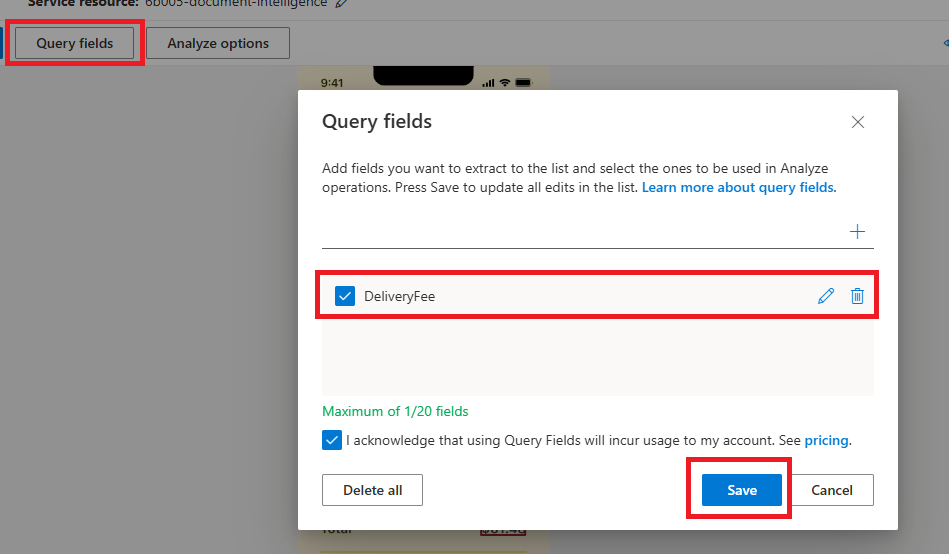 Service resource: 6b005-document-intelligence
Query fields
Analyze options
9:41
Query fields
Add fields you want to extract to the list and select the ones to be used in Analyze
operations. Press Save to update all edits in the list. Learn more about query fields.
DeliveryFee
Maximum of 1/20 fields
I acknowledge that using Query Fields will incur usage to my account. See pricing.
Delete all
Save
Cancel
Total